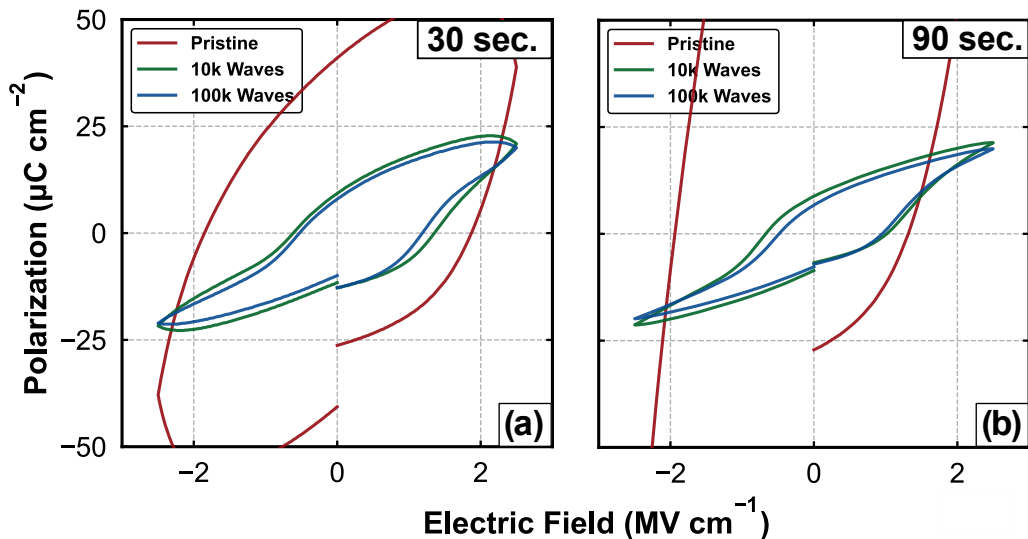 Polarization (μC cm⁻²)
50
25
0
−25
−50
Pristine
10k Waves
100k Waves
30 sec.
(a)
−2
0
2
Pristine
10k Waves
100k Waves
90 sec.
(b)
−2
0
2
Electric Field (MV cm⁻¹)